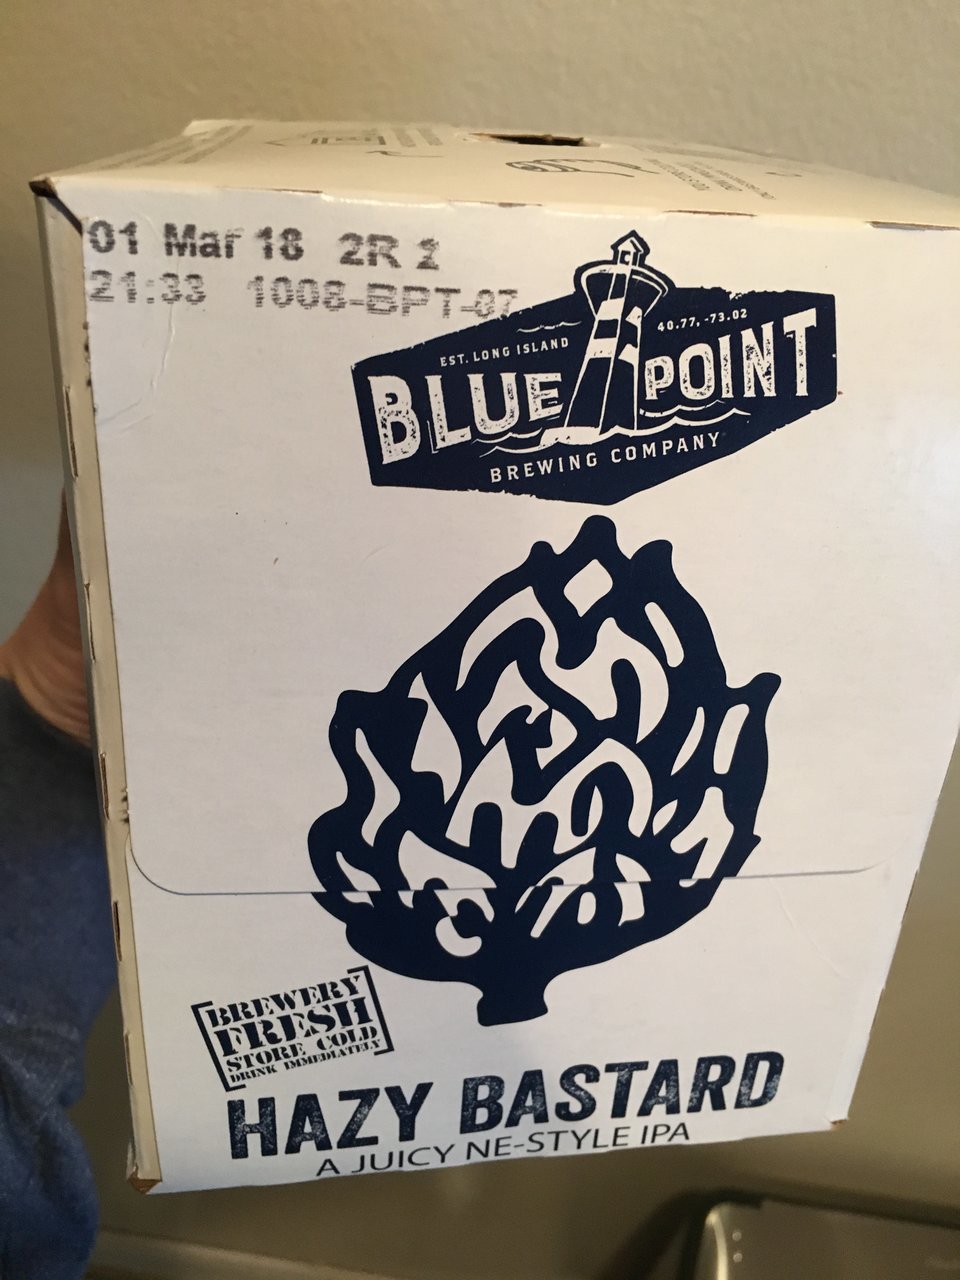 01 Mar 18 2R 2
21:33 1008-BPT-07
EST. LONG ISLAND
40.77, -73.02
BLUE POINT
BREWING COMPANY
BREWERY
FRESH
STORE COLD
DRINK IMMEDIATELY
HAZY BASTARD
A JUICY NE-STYLE IPA